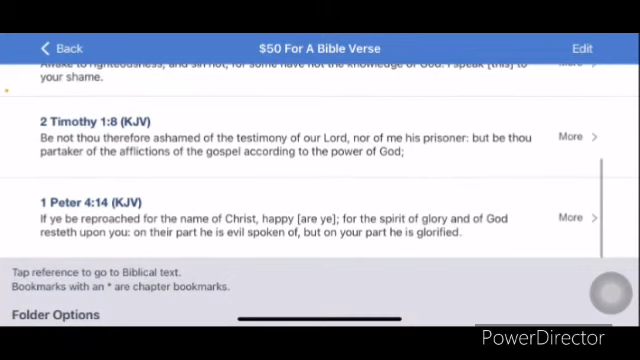 Back
$50 For A Bible Verse
Edit
Awake to righteousness, and sin not; for some have not the knowledge of God: I speak [this] to
your shame.
More
2 Timothy 1:8 (KJV)
Be not thou therefore ashamed of the testimony of our Lord, nor of me his prisoner: but be thou
partaker of the afflictions of the gospel according to the power of God;
More
1 Peter 4:14 (KJV)
If ye be reproached for the name of Christ, happy [are ye]; for the spirit of glory and of God
resteth upon you: on their part he is evil spoken of, but on your part he is glorified.
More
Tap reference to go to Biblical text.
Bookmarks with an * are chapter bookmarks.
Folder Options
PowerDirector